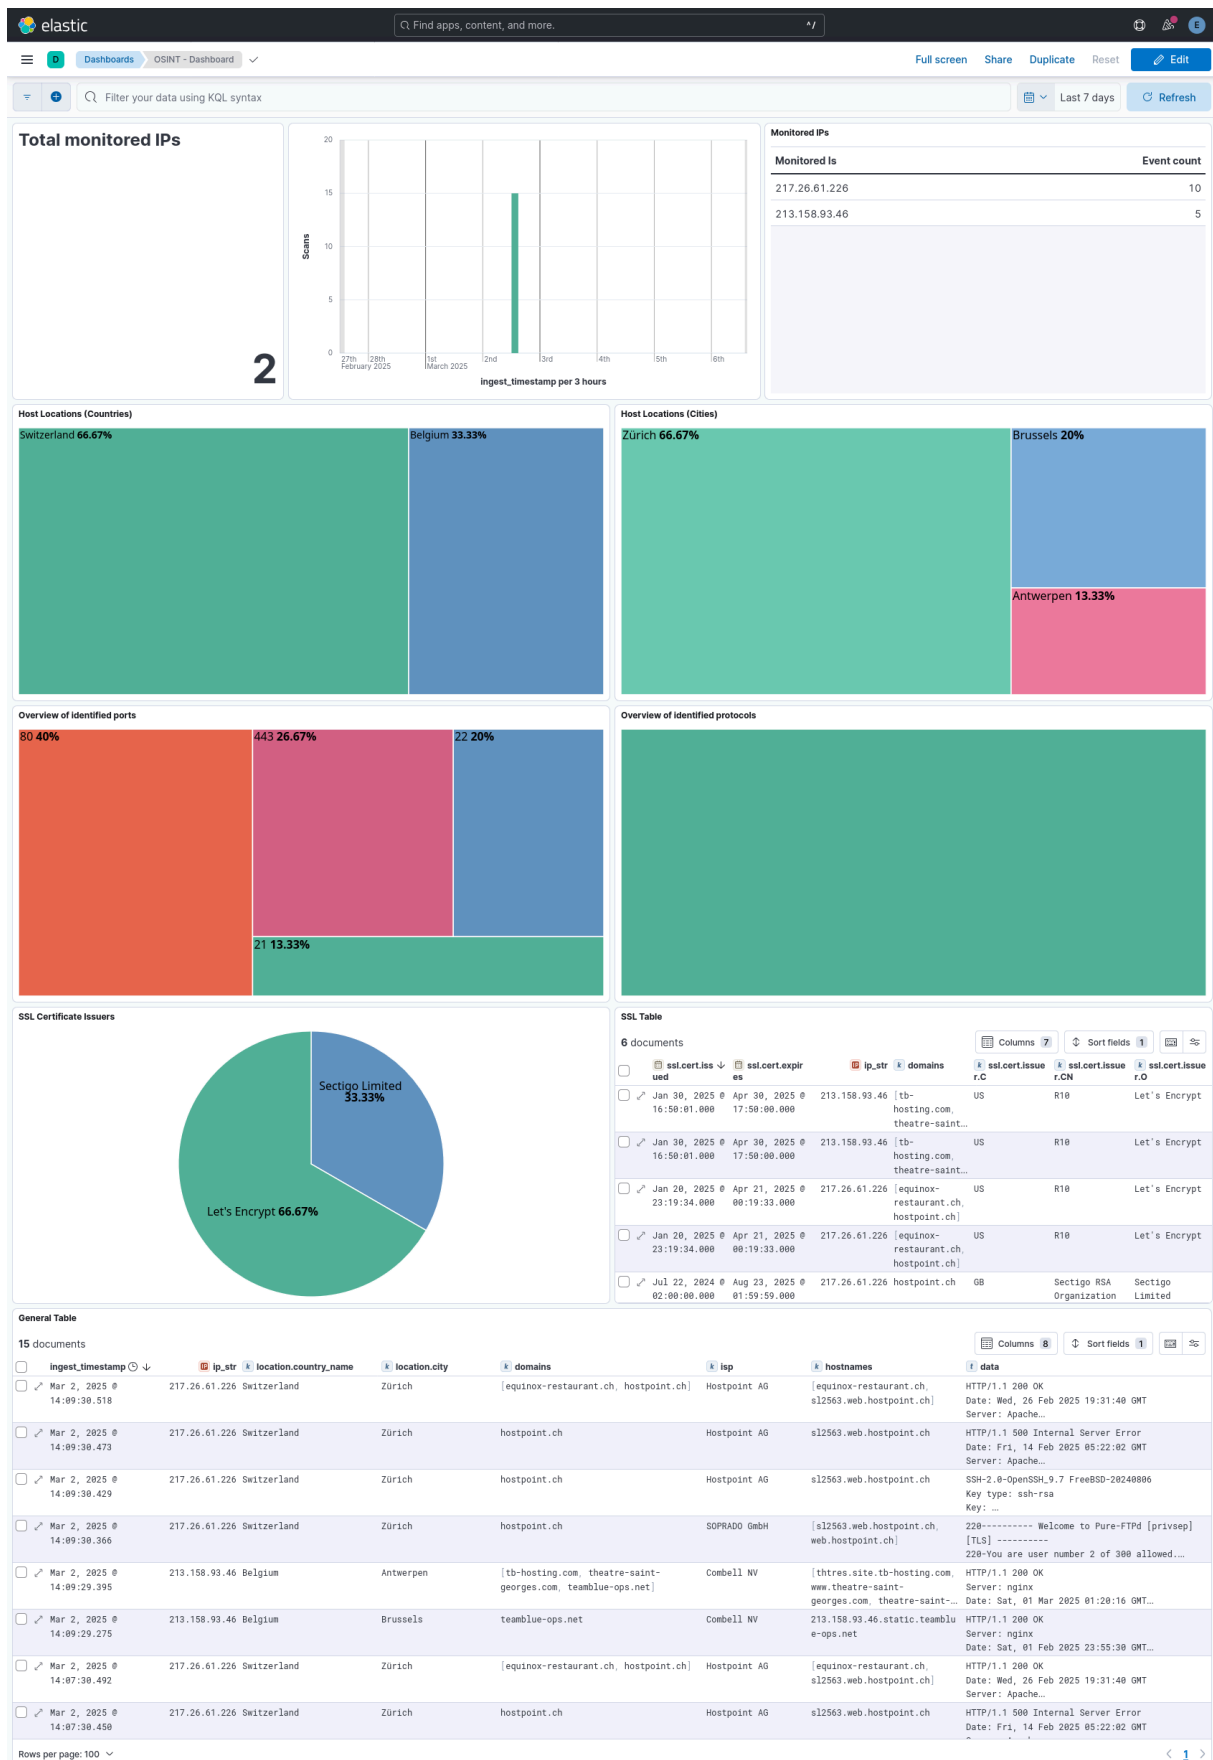 elastic
Find apps, content, and more.
^/
E
D
Dashboards
OSINT - Dashboard
Full screen
Share
Duplicate
Reset
Edit
Filter your data using KQL syntax
Last 7 days
Refresh
Total monitored IPs
2
20
15
10
5
0
Scans
27th 28th 1st 2nd 3rd 4th 5th 6th
February 2025 March 2025
ingest_timestamp per 3 hours
Monitored IPs
Monitored Is Event count
217.26.61.226 10
213.158.93.46 5
Host Locations (Countries)
Switzerland 66.67%
Belgium 33.33%
Host Locations (Cities)
Zürich 66.67%
Brussels 20%
Antwerpen 13.33%
Overview of identified ports
80 40%
443 26.67%
22 20%
21 13.33%
Overview of identified protocols
SSL Certificate Issuers
Sectigo Limited
33.33%
Let's Encrypt 66.67%
SSL Table
6 documents
Columns 7
Sort fields 1
ssl.cert.iss ssl.cert.expir ip_str k domains k ssl.cert.issue k ssl.cert.issue k ssl.cert.issue
ued es r.C r.CN r.O
Jan 30, 2025 @ Apr 30, 2025 @ 213.158.93.46 [tb- US R10 Let's Encrypt
16:50:01.000 17:50:00.000 hosting.com,
theatre-saint...
Jan 30, 2025 @ Apr 30, 2025 @ 213.158.93.46 [tb- US R10 Let's Encrypt
16:50:01.000 17:50:00.000 hosting.com,
theatre-saint...
Jan 20, 2025 @ Apr 21, 2025 @ 217.26.61.226 [equinox- US R10 Let's Encrypt
23:19:34.000 00:19:33.000 restaurant.ch,
hostpoint.ch]
Jan 20, 2025 @ Apr 21, 2025 @ 217.26.61.226 [equinox- US R10 Let's Encrypt
23:19:34.000 00:19:33.000 restaurant.ch,
hostpoint.ch]
Jul 22, 2024 @ Aug 23, 2025 @ 217.26.61.226 hostpoint.ch GB Sectigo RSA Sectigo
02:00:00.000 01:59:59.000 Organization Limited
General Table
15 documents
Columns 8
Sort fields 1
ingest_timestamp ip_str k location.country_name k location.city k domains k isp k hostnames t data
Mar 2, 2025 @ 217.26.61.226 Switzerland Zürich [equinox-restaurant.ch, hostpoint.ch] Hostpoint AG [equinox-restaurant.ch, HTTP/1.1 200 OK
14:09:30.518 sl2563.web.hostpoint.ch] Date: Wed, 26 Feb 2025 19:31:40 GMT
Server: Apache...
Mar 2, 2025 @ 217.26.61.226 Switzerland Zürich hostpoint.ch Hostpoint AG sl2563.web.hostpoint.ch HTTP/1.1 500 Internal Server Error
14:09:30.473 Date: Fri, 14 Feb 2025 05:22:02 GMT
Server: Apache...
Mar 2, 2025 @ 217.26.61.226 Switzerland Zürich hostpoint.ch Hostpoint AG sl2563.web.hostpoint.ch SSH-2.0-OpenSSH_9.7 FreeBSD-20240806
14:09:30.429 Key type: ssh-rsa
Key: ...
Mar 2, 2025 @ 217.26.61.226 Switzerland Zürich hostpoint.ch SOPRADO GmbH [sl2563.web.hostpoint.ch, 220---------- Welcome to Pure-FTPd [privsep]
14:09:30.366 web.hostpoint.ch] [TLS] ----------
220-You are user number 2 of 300 allowed....
Mar 2, 2025 @ 213.158.93.46 Belgium Antwerpen [tb-hosting.com, theatre-saint- Combell NV [thtres.site.tb-hosting.com, HTTP/1.1 200 OK
14:09:29.395 georges.com, teamblue-ops.net] www.theatre-saint- Server: nginx
georges.com, theatre-saint-... Date: Sat, 01 Mar 2025 01:20:16 GMT...
Mar 2, 2025 @ 213.158.93.46 Belgium Brussels teamblue-ops.net Combell NV 213.158.93.46.static.teamblu HTTP/1.1 200 OK
14:09:29.275 e-ops.net Server: nginx
Date: Sat, 01 Feb 2025 23:55:30 GMT...
Mar 2, 2025 @ 217.26.61.226 Switzerland Zürich [equinox-restaurant.ch, hostpoint.ch] Hostpoint AG [equinox-restaurant.ch, HTTP/1.1 200 OK
14:07:30.492 sl2563.web.hostpoint.ch] Date: Wed, 26 Feb 2025 19:31:40 GMT
Server: Apache...
Mar 2, 2025 @ 217.26.61.226 Switzerland Zürich hostpoint.ch Hostpoint AG sl2563.web.hostpoint.ch HTTP/1.1 500 Internal Server Error
14:07:30.450 Date: Fri, 14 Feb 2025 05:22:02 GMT
Rows per page: 100
1